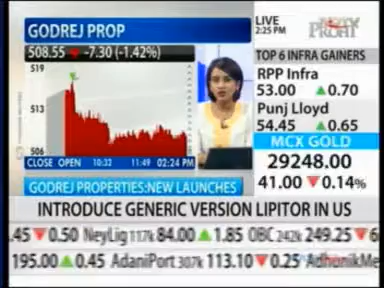 GODREJ PROP
508.55 -7.30 (-1.42%)
519
513
506
CLOSE OPEN 10:32 11:49 02:24 PM
GODREJ PROPERTIES:NEW LAUNCHES
LIVE
2:25 PM
NDTV
PROFIT
TOP 6 INFRA GAINERS
RPP Infra
53.00 ▲0.70
Punj Lloyd
54.45 ▲0.65
MCX GOLD
29248.00
41.00 ▼0.14%
INTRODUCE GENERIC VERSION LIPITOR IN US
.45 ▼0.50 NeyLig 117k 84.00 ▲1.85 OBC 242k 249.25 ▼6
195.00 ▲0.45 AdaniPort 307k 113.10 ▼0.25 AdhenikMe